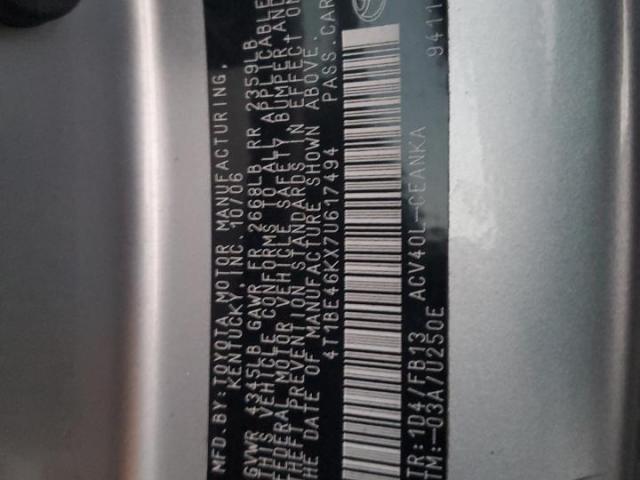 MFD.BY:TOYOTA MOTOR MANUFACTURING,
KENTUCKY, INC. 10/06
GVWR 4345LB GAWR FR 2668LB RR 2359LB
THIS VEHICLE CONFORMS TO ALL APPLICABLE
FEDERAL MOTOR VEHICLE SAFETY, BUMPER AND
THEFT PREVENTION STANDARDS IN EFFECT ON
HE DATE OF MANUFACTURE SHOWN ABOVE.
4T1BE46KX7U617494 PASS.CAR
TR:1D4/FB13 ACV40L-CEANKA
TM:-03A/U250E 9411